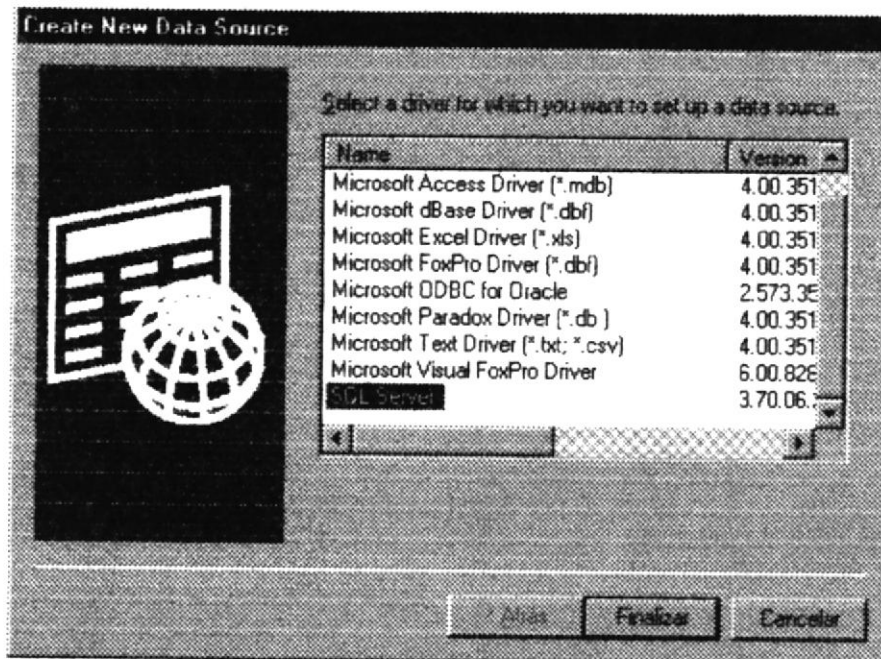 Create New Data Source
Select a driver for which you want to set up a data source.
Name Version
Microsoft Access Driver (*.mdb) 4.00.351
Microsoft dBase Driver (*.dbf) 4.00.351
Microsoft Excel Driver (*.xls) 4.00.351
Microsoft FoxPro Driver (*.dbf) 4.00.351
Microsoft ODBC for Oracle 2.573.35
Microsoft Paradox Driver (*.db ) 4.00.351
Microsoft Text Driver (*.txt; *.csv) 4.00.351
Microsoft Visual FoxPro Driver 6.00.828
SQL Server 3.70.06.
< Atrás Finalizar Cancelar